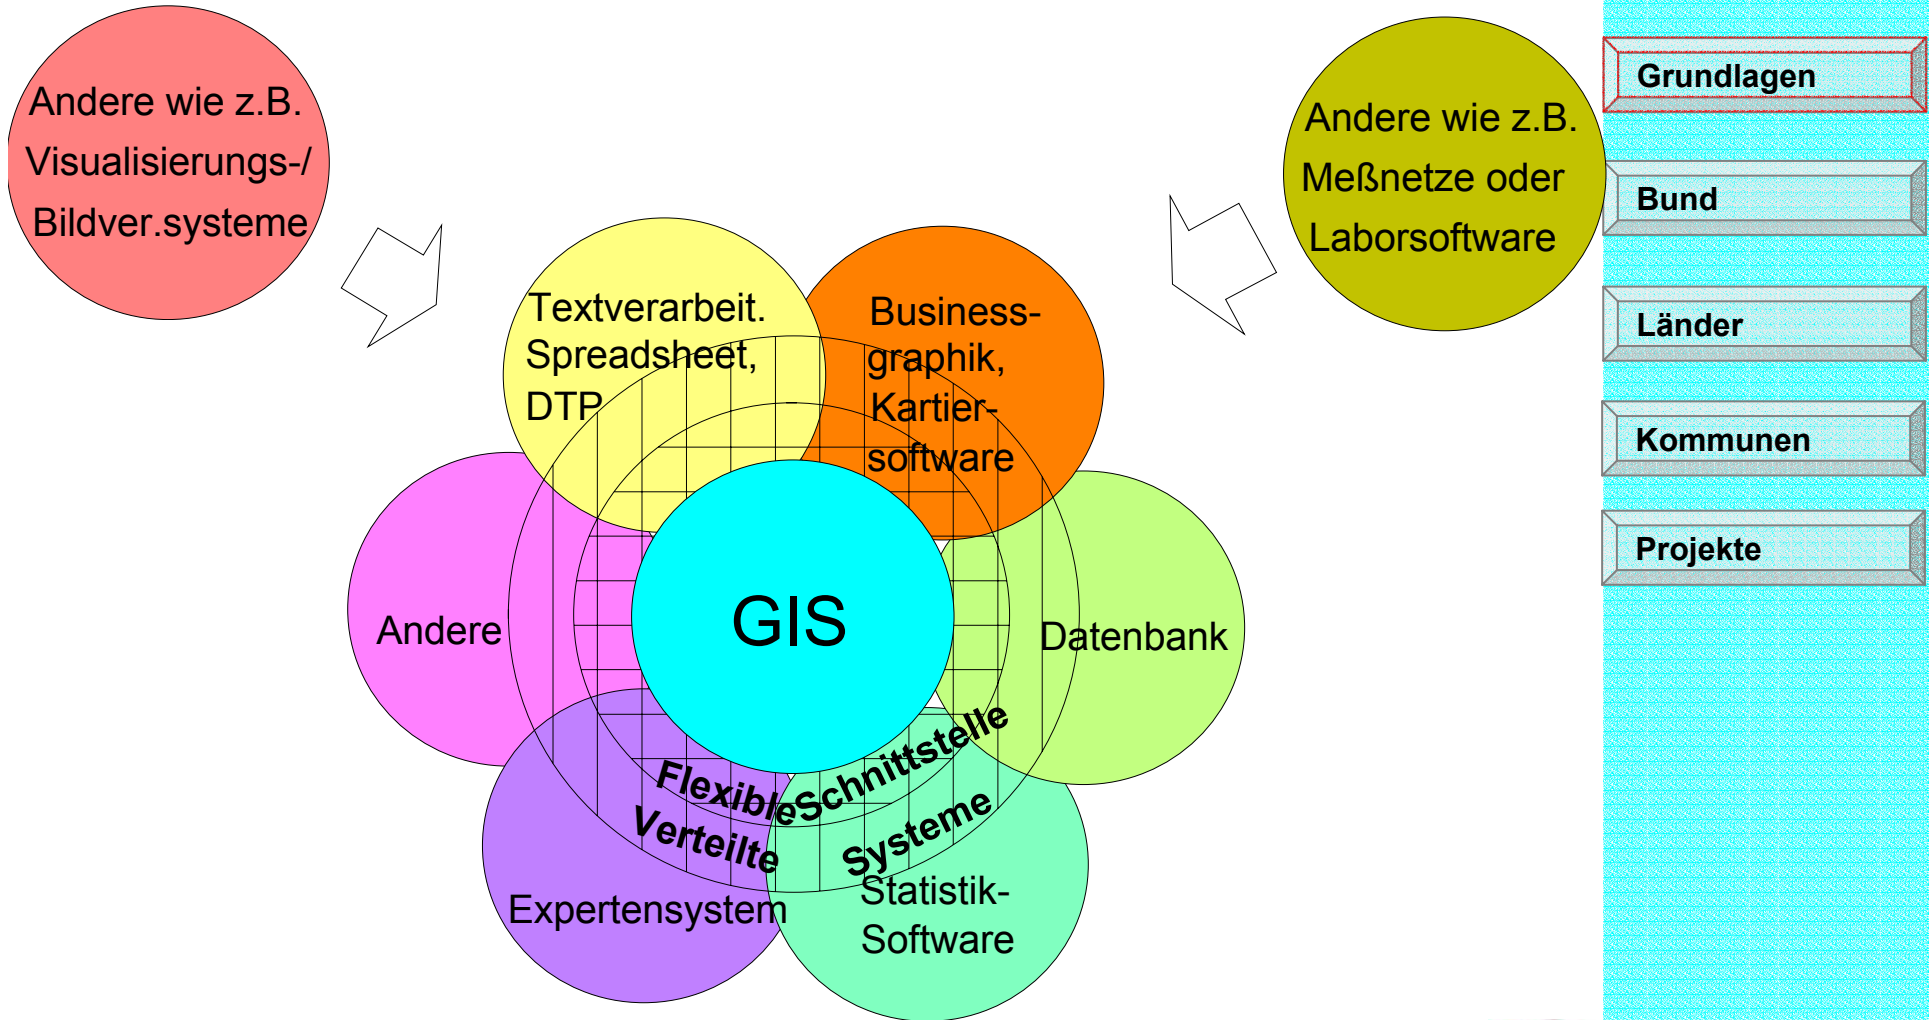 Andere wie z.B.
Visualisierungs-/
Bildver.systeme
Andere wie z.B.
Meßnetze oder
Laborsoftware
Textverarbeit.
Spreadsheet,
DTP
Business-
graphik,
Kartier-
software
Andere
GIS
Datenbank
Flexible Schnittstelle
Verteilte Systeme
Expertensystem
Statistik-
Software
Grundlagen
Bund
Länder
Kommunen
Projekte